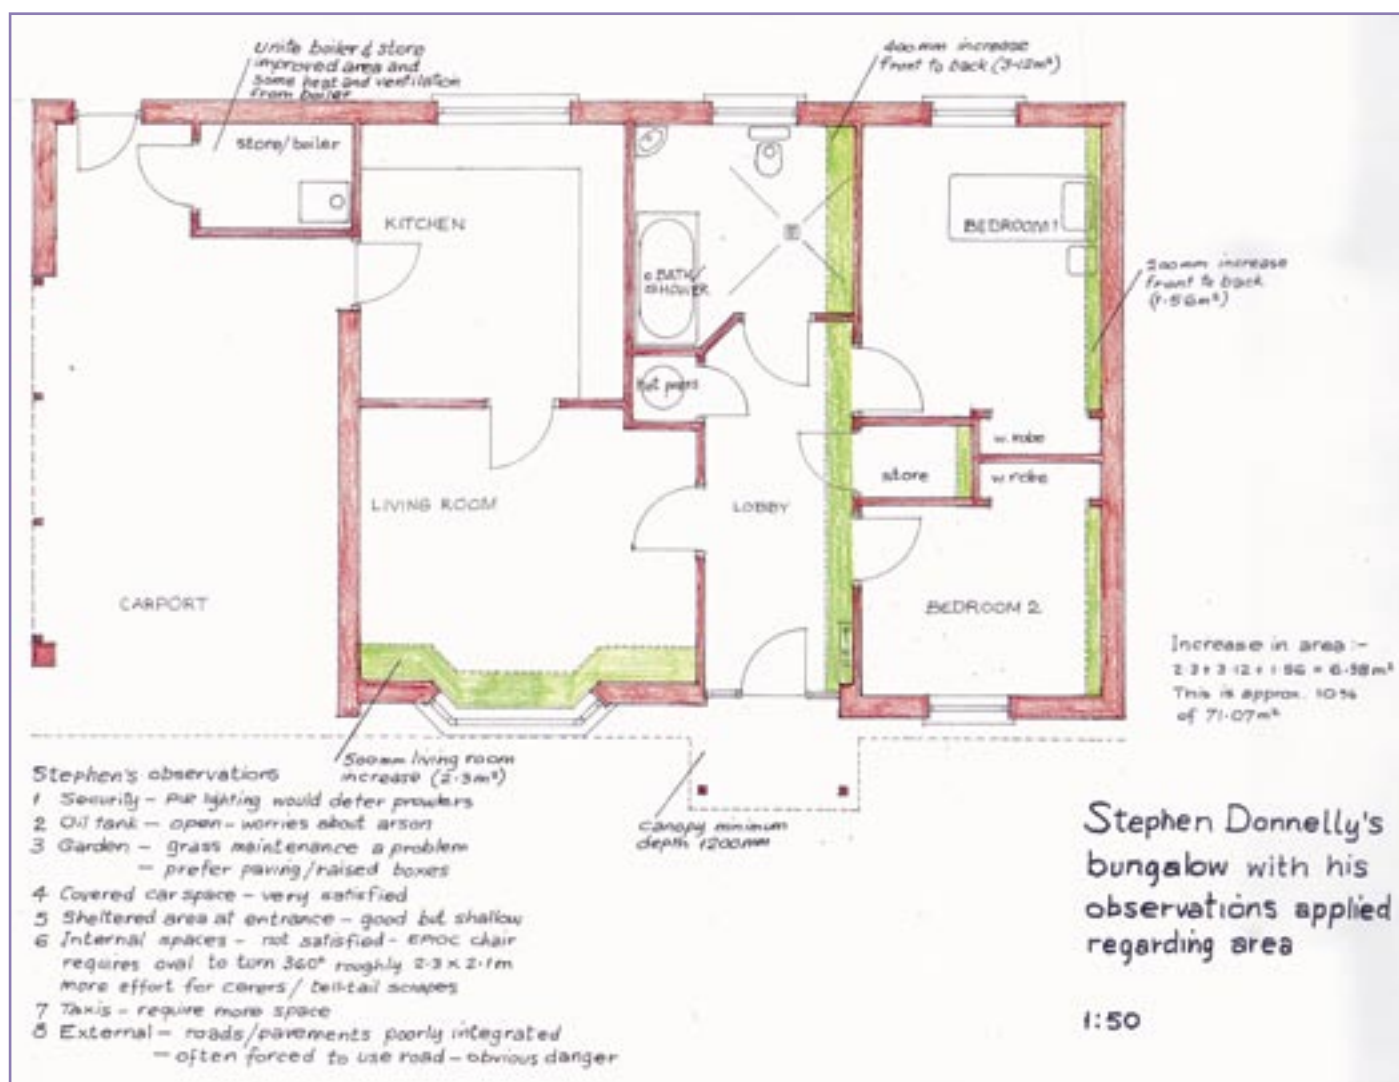 Unite boiler & store
improved area and
some heat and ventilation
from boiler
400mm increase
front to back (3·12m²)
store/boiler
KITCHEN
BATH/
SHOWER
BEDROOM 1
200mm increase
front to back
(1·56m²)
Hot press
w.robe
w.robe
store
LIVING ROOM
LOBBY
CARPORT
BEDROOM 2
Increase in area :-
2·3 + 3·12 + 1·56 = 6·98m²
This is approx. 10%
of 71·07m²
500mm living room
increase (2·3m²)
canopy minimum
depth 1200mm
Stephen's observations
1 Security – PIR lighting would deter prowlers
2 Oil tank – open – worries about arson
3 Garden – grass maintenance a problem
– prefer paving/raised boxes
4 Covered car space – very satisfied
5 Sheltered area at entrance – good but shallow
6 Internal spaces – not satisfied – EPIOC chair
requires oval to turn 360° roughly 2·3 x 2·1m
more effort for carers / tell-tail scrapes
7 Taxis – require more space
8 External – roads/pavements poorly integrated
– often forced to use road – obvious danger
Stephen Donnelly's
bungalow with his
observations applied
regarding area
1:50